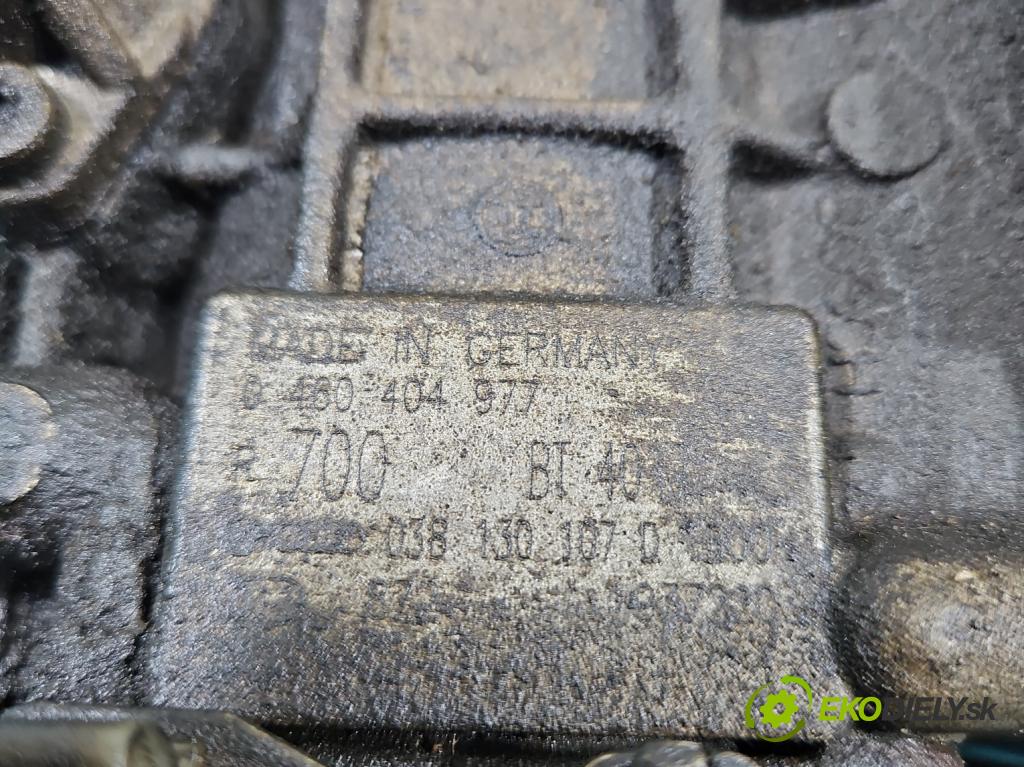 MADE IN GERMANY
0 460 404 977
R 700 BT 40
038 130 107 D
EKODIELY.sk